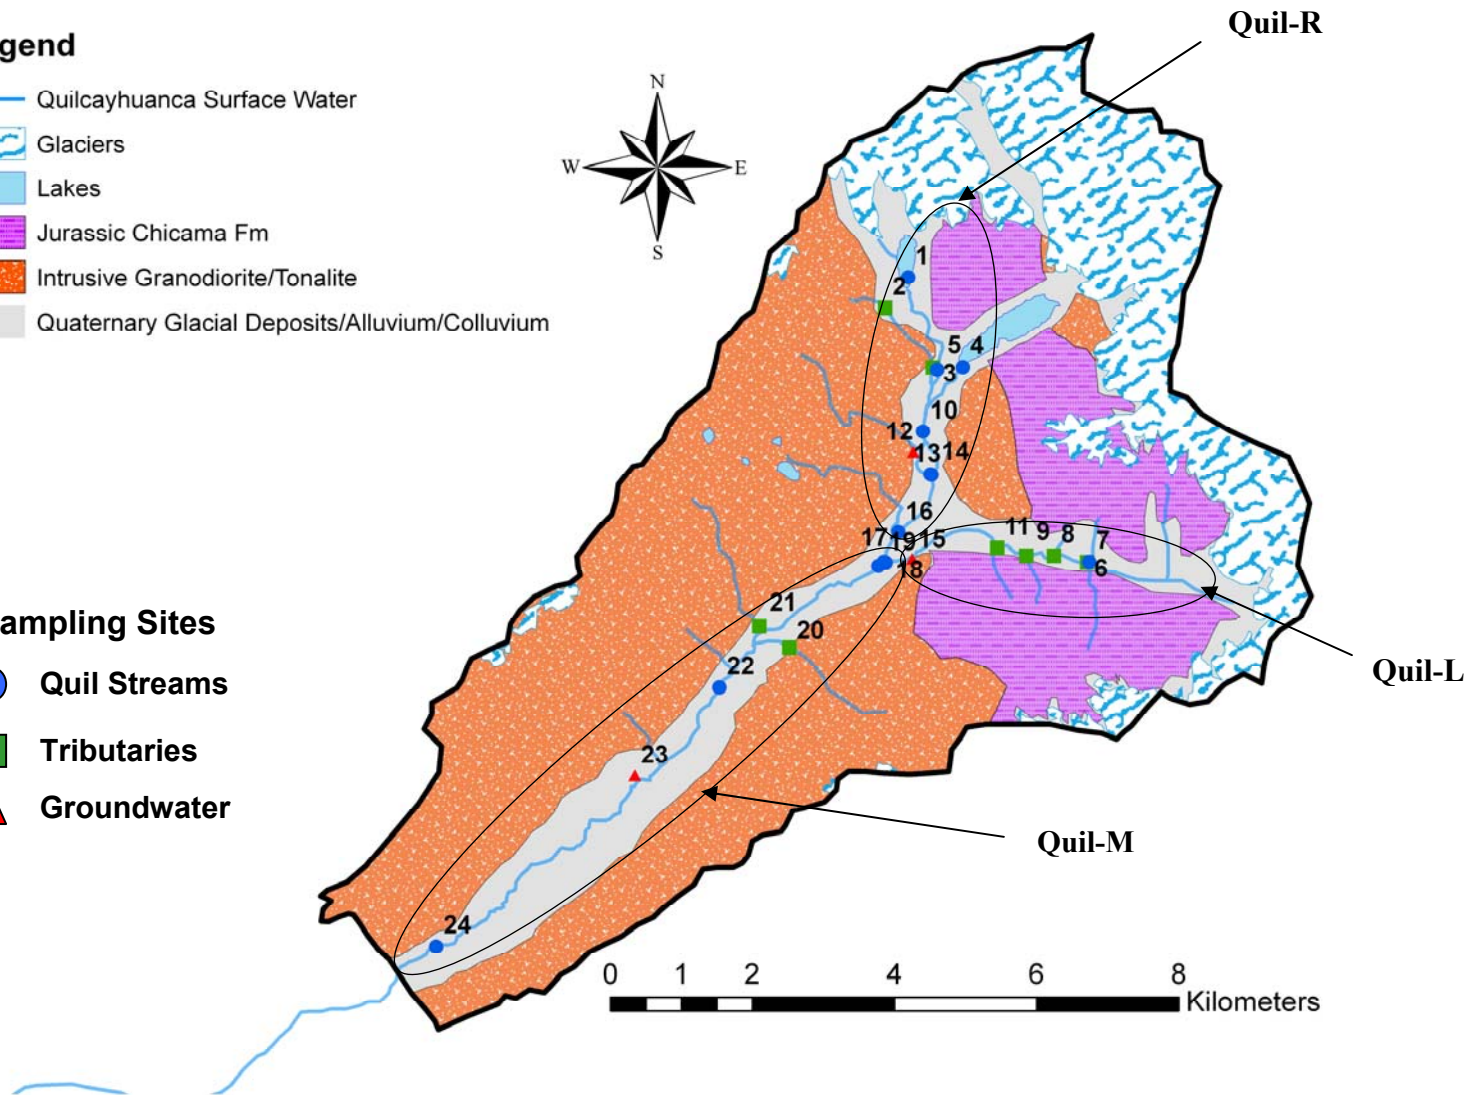 Quil-R
gend
Quilcayhuanca Surface Water
Glaciers
Lakes
Jurassic Chicama Fm
Intrusive Granodiorite/Tonalite
Quaternary Glacial Deposits/Alluvium/Colluvium
N
W E
S
1
2
5 4
3
10
12
13 14
16
17 19 15
18
11 9 8 7
6
21
20
22
23
24
ampling Sites
Quil Streams
Tributaries
Groundwater
Quil-L
Quil-M
0 1 2 4 6 8
Kilometers